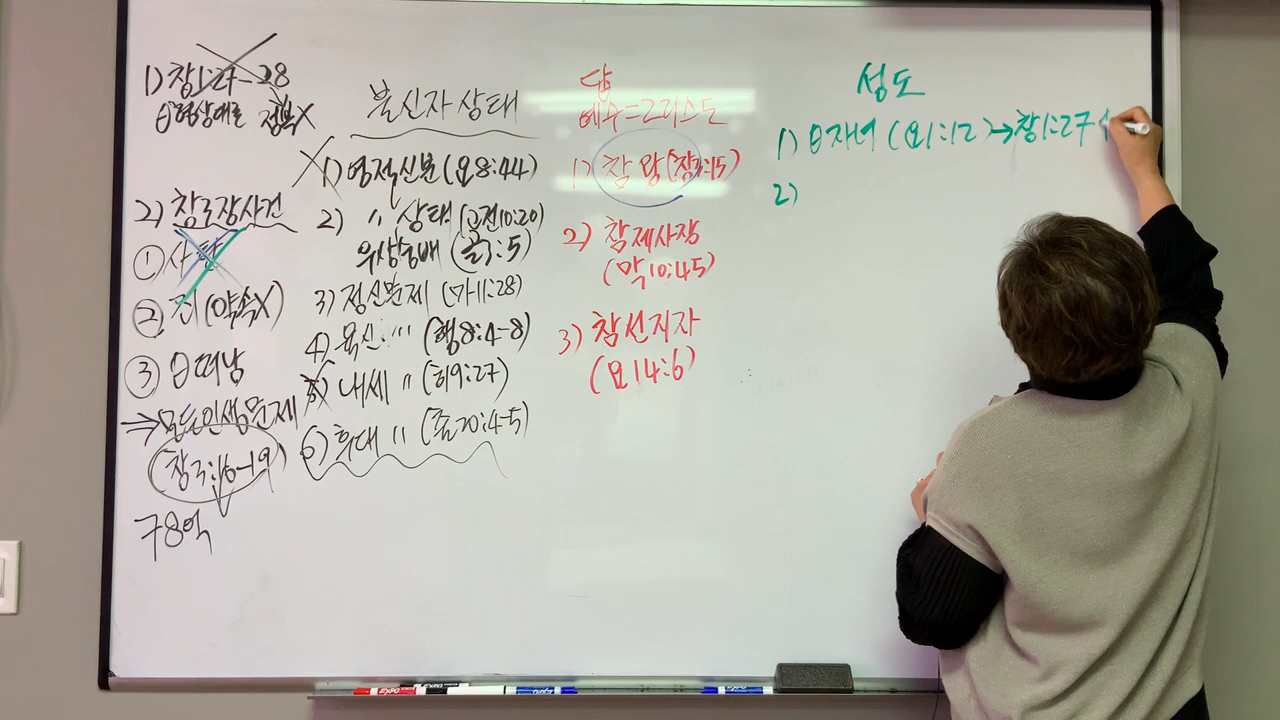 1) 창1:27-28
형상대로 정복X
2) 창3장사건
① 사탄
② 죄 (약속X)
③ 떠남
→ 모든인생문제
(창3:16-19)
78억
불신자 상태
1) 영적신분 (요8:44)
2) 〃 상태 (고전10:20)
우상숭배 (골3:5)
3) 정신문제 (마11:28)
4) 육신 〃 (행8:4-8)
5) 내세 〃 (히9:27)
6) 후대 〃 (출20:4-5)
답
예수=그리스도
1) 참 왕 (창3:15)
2) 참제사장
(막10:45)
3) 참선지자
(요14:6)
성도
1) 자녀 (요1:12) → 창1:27
2)